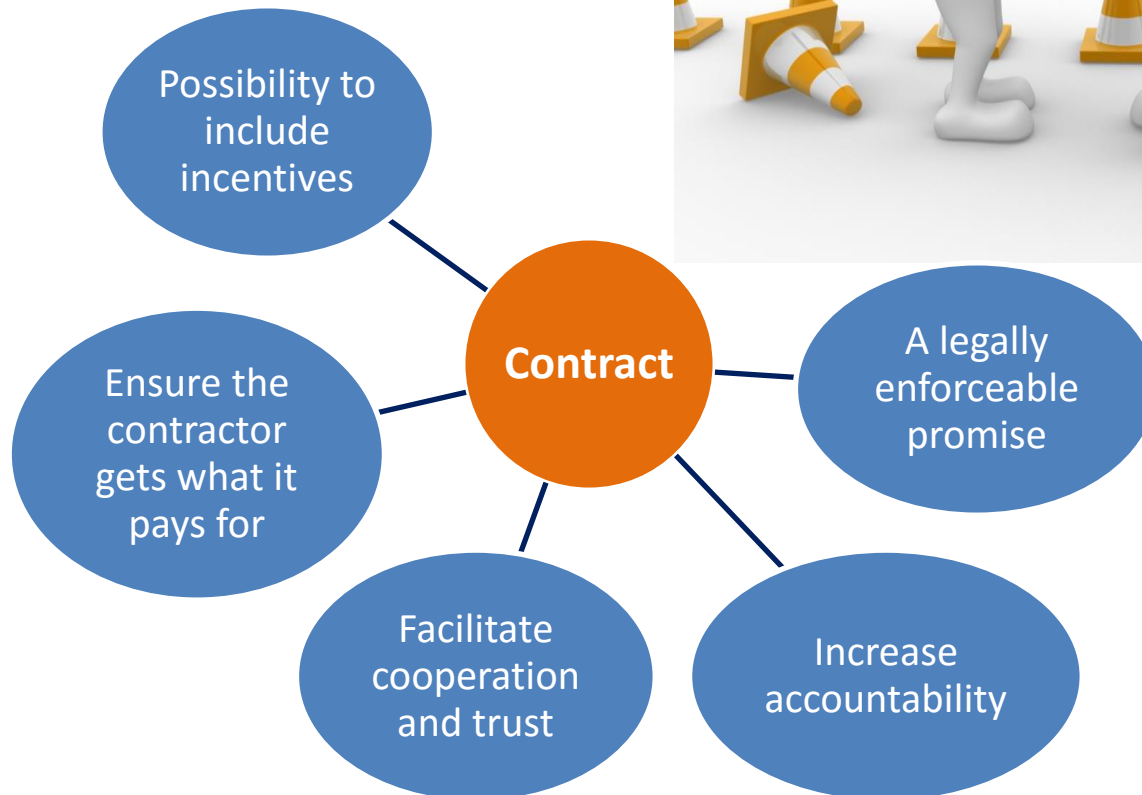 Possibility to
include
incentives
Contract
A legally
enforceable
promise
Ensure the
contractor
gets what it
pays for
Facilitate
cooperation
and trust
Increase
accountability